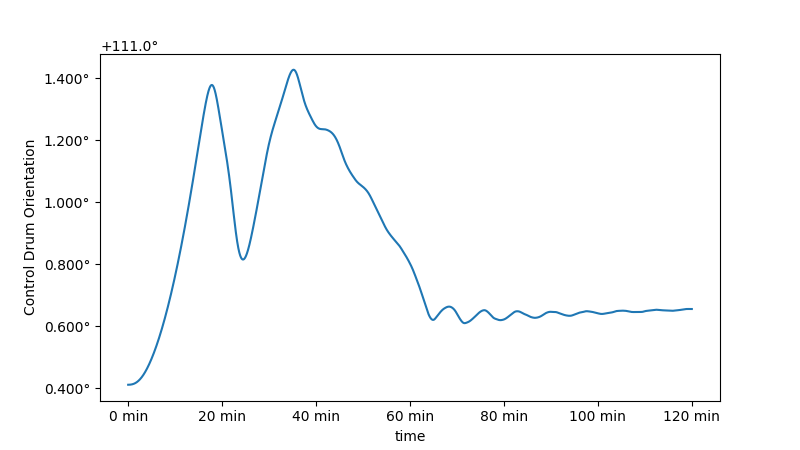 +111.0°
1.400°
1.200°
1.000°
0.800°
0.600°
0.400°
Control Drum Orientation
0 min 20 min 40 min 60 min 80 min 100 min 120 min
time